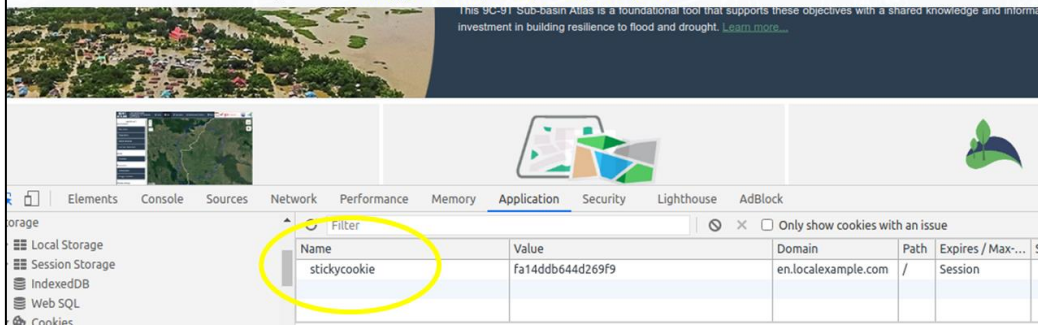 This 9C-9T Sub-basin Atlas is a foundational tool that supports these objectives with a shared knowledge and informa
investment in building resilience to flood and drought. Learn more...
Elements Console Sources Network Performance Memory Application Security Lighthouse AdBlock
torage
Filter
Only show cookies with an issue
Local Storage
Session Storage
IndexedDB
Web SQL
Cookies
Name Value Domain Path Expires / Max-... S
stickycookie fa14ddb644d269f9 en.localexample.com / Session